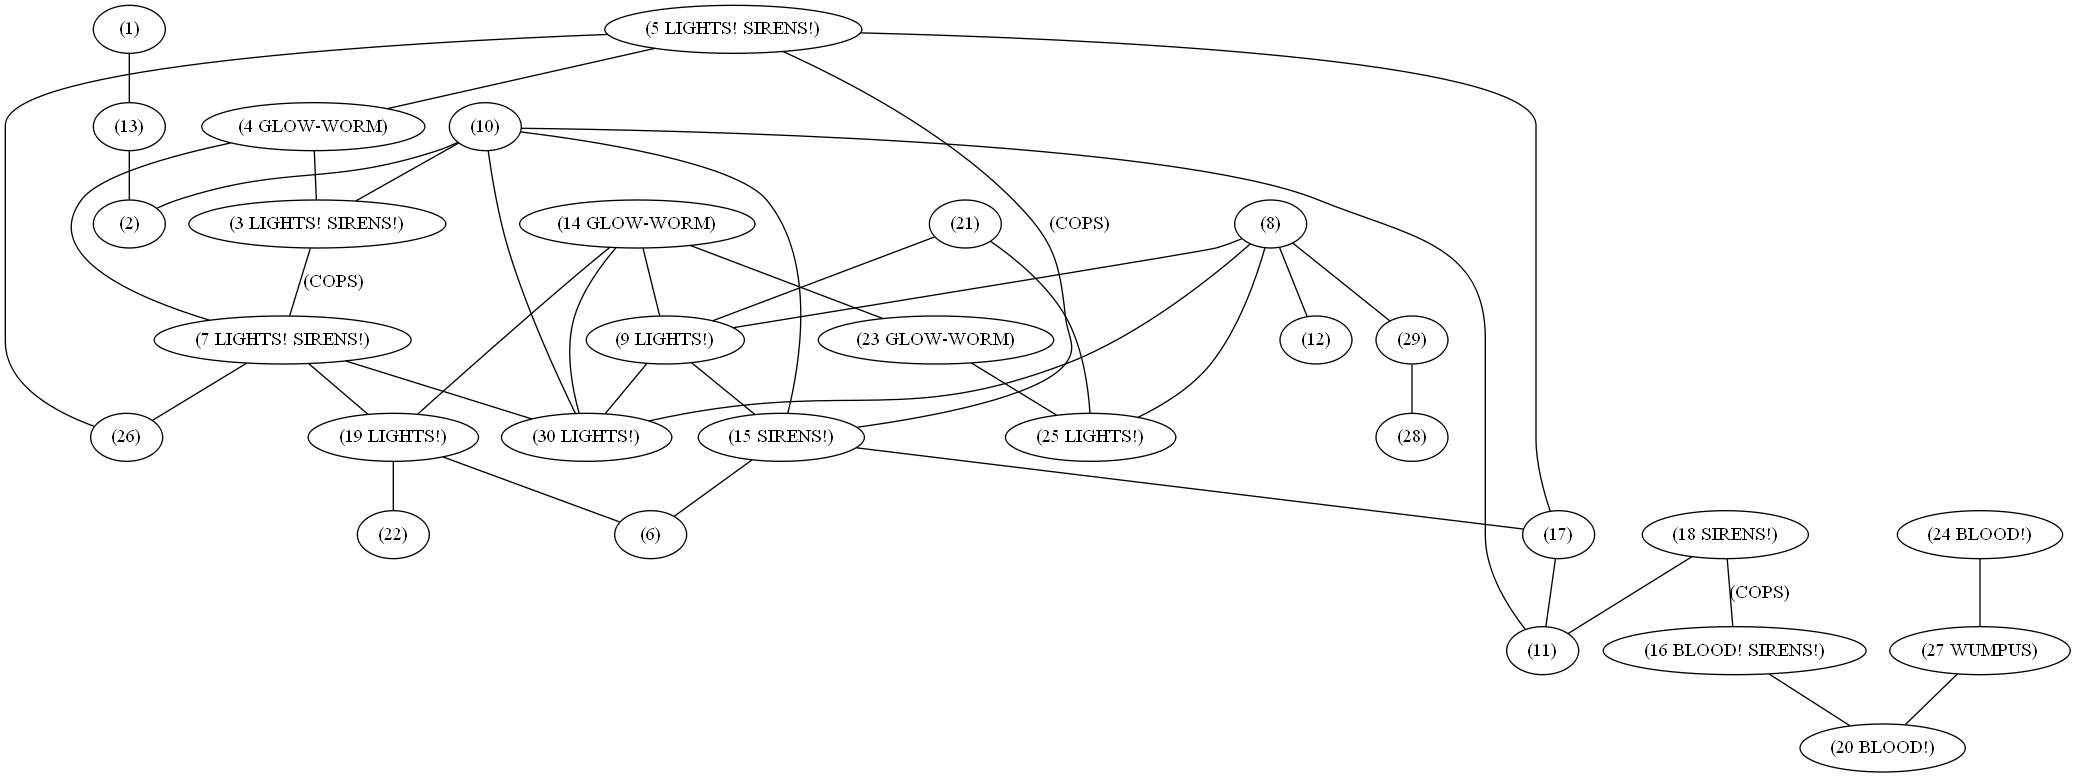 (1)
(5 LIGHTS! SIRENS!)
(13)
(4 GLOW-WORM)
(10)
(2)
(3 LIGHTS! SIRENS!)
(14 GLOW-WORM)
(21)
(COPS)
(8)
(COPS)
(7 LIGHTS! SIRENS!)
(9 LIGHTS!)
(23 GLOW-WORM)
(12)
(29)
(26)
(19 LIGHTS!)
(30 LIGHTS!)
(15 SIRENS!)
(25 LIGHTS!)
(28)
(22)
(6)
(17)
(18 SIRENS!)
(24 BLOOD!)
(COPS)
(11)
(16 BLOOD! SIRENS!)
(27 WUMPUS)
(20 BLOOD!)